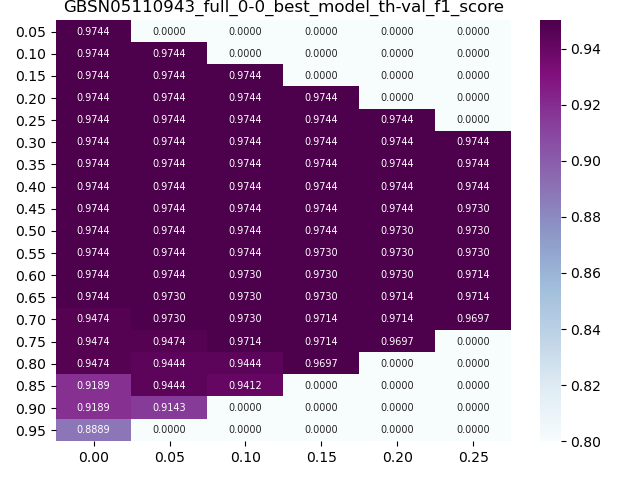 GBSN05110943_full_0-0_best_model_th-val_f1_score
0.05 0.9744 0.0000 0.0000 0.0000 0.0000 0.0000
0.10 0.9744 0.9744 0.0000 0.0000 0.0000 0.0000
0.15 0.9744 0.9744 0.9744 0.0000 0.0000 0.0000
0.20 0.9744 0.9744 0.9744 0.9744 0.0000 0.0000
0.25 0.9744 0.9744 0.9744 0.9744 0.9744 0.0000
0.30 0.9744 0.9744 0.9744 0.9744 0.9744 0.9744
0.35 0.9744 0.9744 0.9744 0.9744 0.9744 0.9744
0.40 0.9744 0.9744 0.9744 0.9744 0.9744 0.9744
0.45 0.9744 0.9744 0.9744 0.9744 0.9744 0.9730
0.50 0.9744 0.9744 0.9744 0.9744 0.9730 0.9730
0.55 0.9744 0.9744 0.9744 0.9730 0.9730 0.9730
0.60 0.9744 0.9744 0.9730 0.9730 0.9730 0.9714
0.65 0.9744 0.9730 0.9730 0.9730 0.9714 0.9714
0.70 0.9474 0.9730 0.9730 0.9714 0.9714 0.9697
0.75 0.9474 0.9474 0.9714 0.9714 0.9697 0.0000
0.80 0.9474 0.9444 0.9444 0.9697 0.0000 0.0000
0.85 0.9189 0.9444 0.9412 0.0000 0.0000 0.0000
0.90 0.9189 0.9143 0.0000 0.0000 0.0000 0.0000
0.95 0.8889 0.0000 0.0000 0.0000 0.0000 0.0000
0.00 0.05 0.10 0.15 0.20 0.25
0.94
0.92
0.90
0.88
0.86
0.84
0.82
0.80